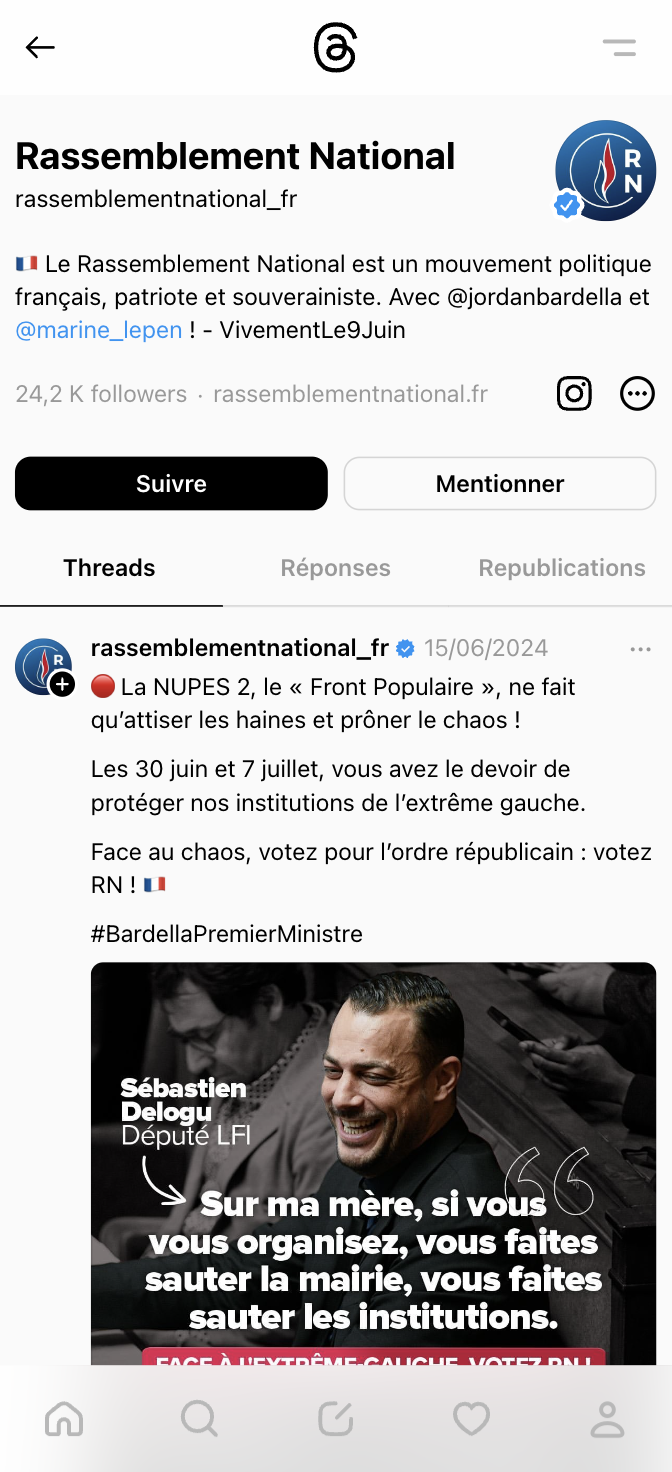 Rassemblement National
R
N
rassemblementnational_fr
🇫🇷 Le Rassemblement National est un mouvement politique
français, patriote et souverainiste. Avec @jordanbardella et
@marine_lepen ! - VivementLe9Juin
24,2 K followers · rassemblementnational.fr
Suivre
Mentionner
Threads
Réponses
Republications
rassemblementnational_fr 15/06/2024
R
🔴 La NUPES 2, le « Front Populaire », ne fait
qu’attiser les haines et prôner le chaos !
Les 30 juin et 7 juillet, vous avez le devoir de
protéger nos institutions de l’extrême gauche.
Face au chaos, votez pour l’ordre républicain : votez
RN ! 🇫🇷
#BardellaPremierMinistre
Sébastien
Delogu
Député LFI
“
Sur ma mère, si vous
vous organisez, vous faites
sauter la mairie, vous faites
sauter les institutions.
FACE À L'EXTRÊME-GAUCHE, VOTEZ RN !